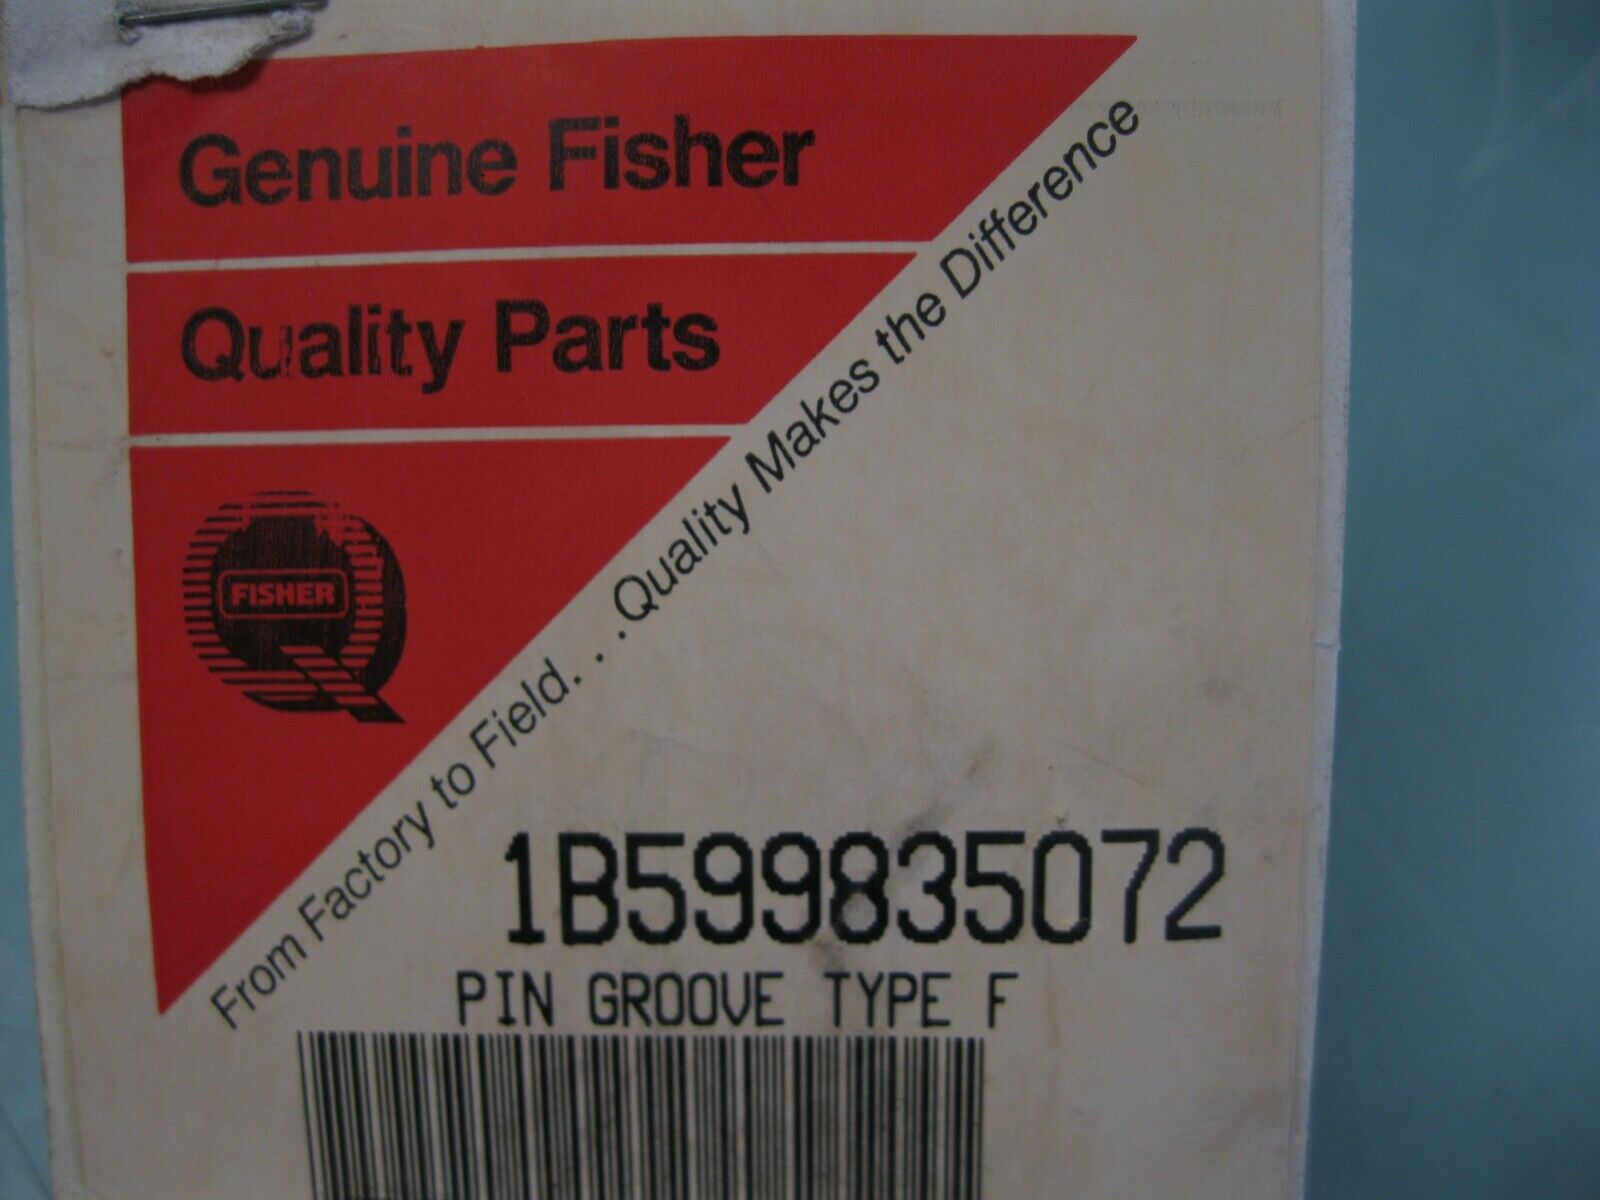 Genuine Fisher
Quality Parts
FISHER
From Factory to Field. . .Quality Makes the Difference
1B599835072
PIN GROOVE TYPE F